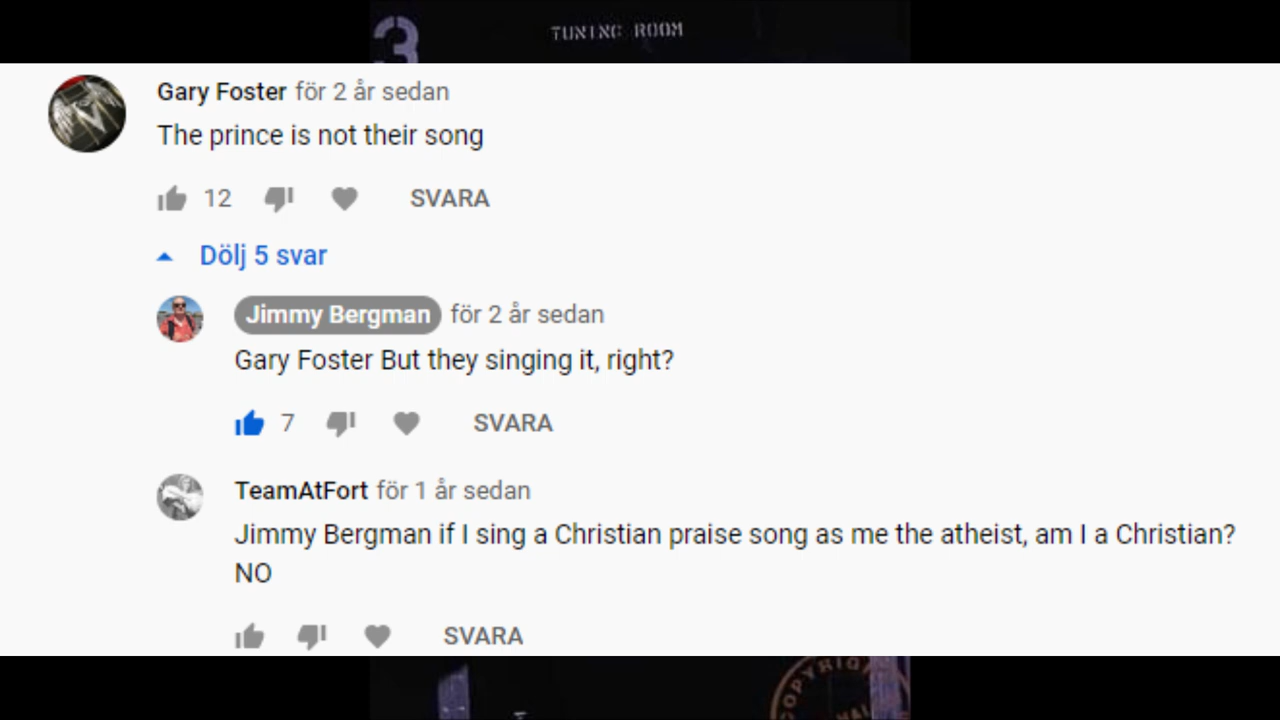 3
TUNING ROOM
Gary Foster för 2 år sedan
The prince is not their song
12 SVARA
Dölj 5 svar
Jimmy Bergman för 2 år sedan
Gary Foster But they singing it, right?
7 SVARA
TeamAtFort för 1 år sedan
Jimmy Bergman if I sing a Christian praise song as me the atheist, am I a Christian?
NO
SVARA